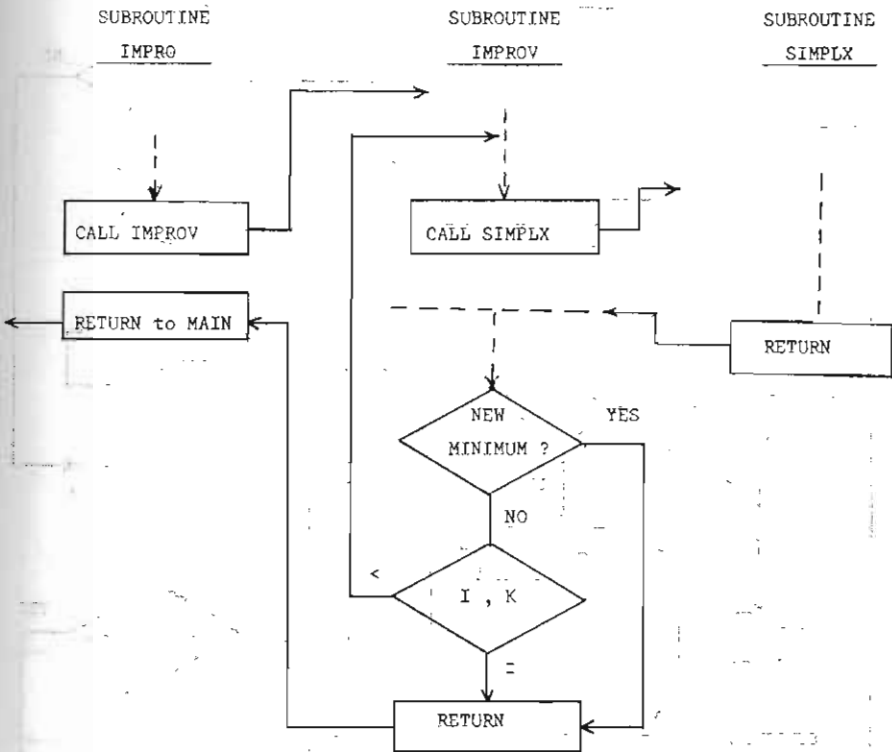 SUBROUTINE
IMPRO
SUBROUTINE
IMPROV
SUBROUTINE
SIMPLX
CALL IMPROV
CALL SIMPLX
RETURN to MAIN
RETURN
NEW
MINIMUM ?
YES
NO
<
I , K
=
RETURN